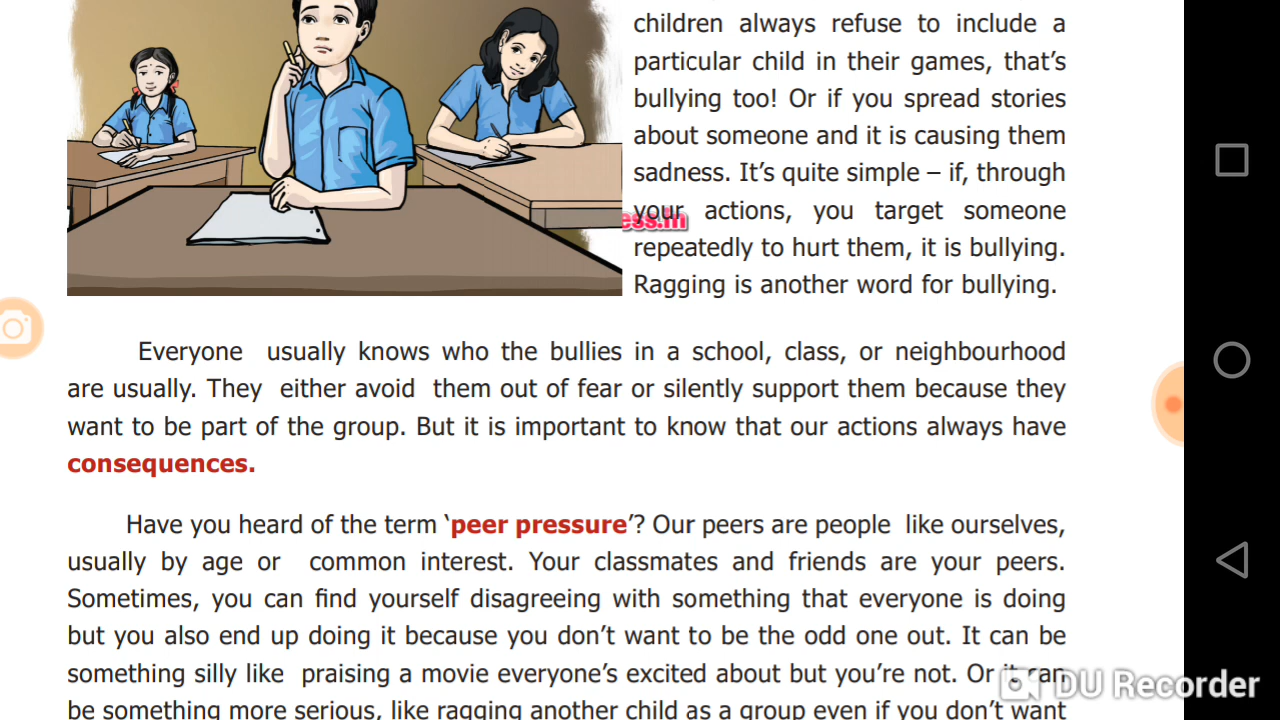 children always refuse to include a
particular child in their games, that's
bullying too! Or if you spread stories
about someone and it is causing them
sadness. It's quite simple – if, through
your actions, you target someone
ess.in
repeatedly to hurt them, it is bullying.
Ragging is another word for bullying.
Everyone usually knows who the bullies in a school, class, or neighbourhood
are usually. They either avoid them out of fear or silently support them because they
want to be part of the group. But it is important to know that our actions always have
consequences.
Have you heard of the term ‘peer pressure’? Our peers are people like ourselves,
usually by age or common interest. Your classmates and friends are your peers.
Sometimes, you can find yourself disagreeing with something that everyone is doing
but you also end up doing it because you don't want to be the odd one out. It can be
something silly like praising a movie everyone's excited about but you're not. Or it can
be something more serious, like ragging another child as a group even if you don't want
DU Recorder